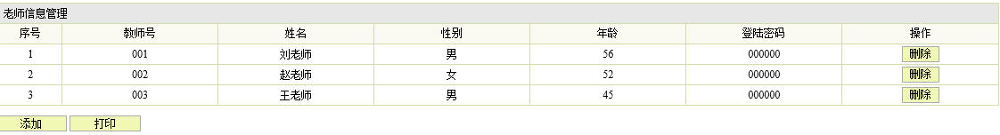 老师信息管理
序号 教师号 姓名 性别 年龄 登陆密码 操作
1 001 刘老师 男 56 000000 删除
2 002 赵老师 女 52 000000 删除
3 003 王老师 男 45 000000 删除
添加 打印